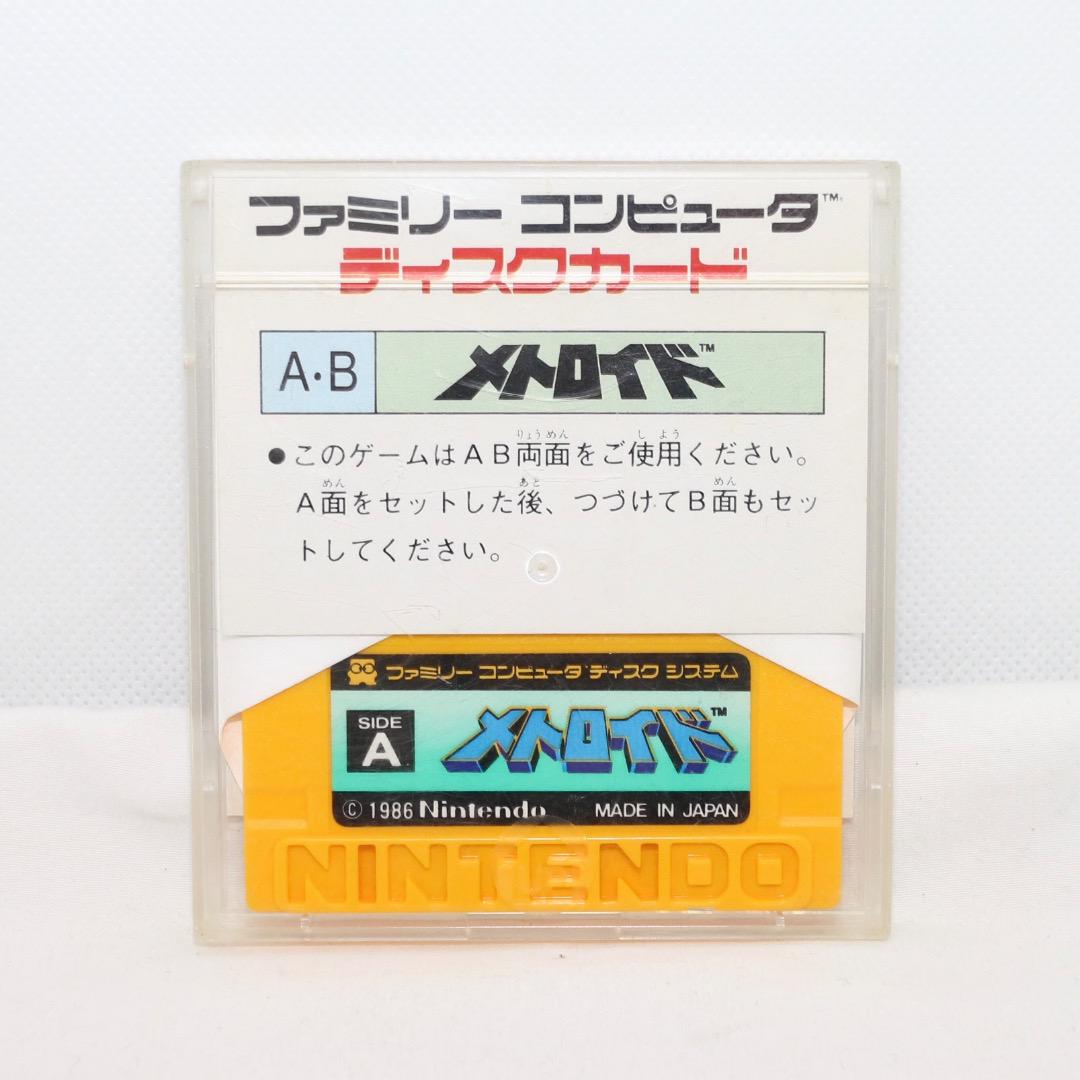 ファミリー コンピュータ™
ディスクカード
A・B メトロイド™
りょうめん し よう
●このゲームはAB両面をご使用ください。
めん あと めん
A面をセットした後、つづけてB面もセッ
トしてください。
ファミリー コンピュータ ディスク システム
SIDE
A
メトロイド™
© 1986 Nintendo MADE IN JAPAN
NINTENDO